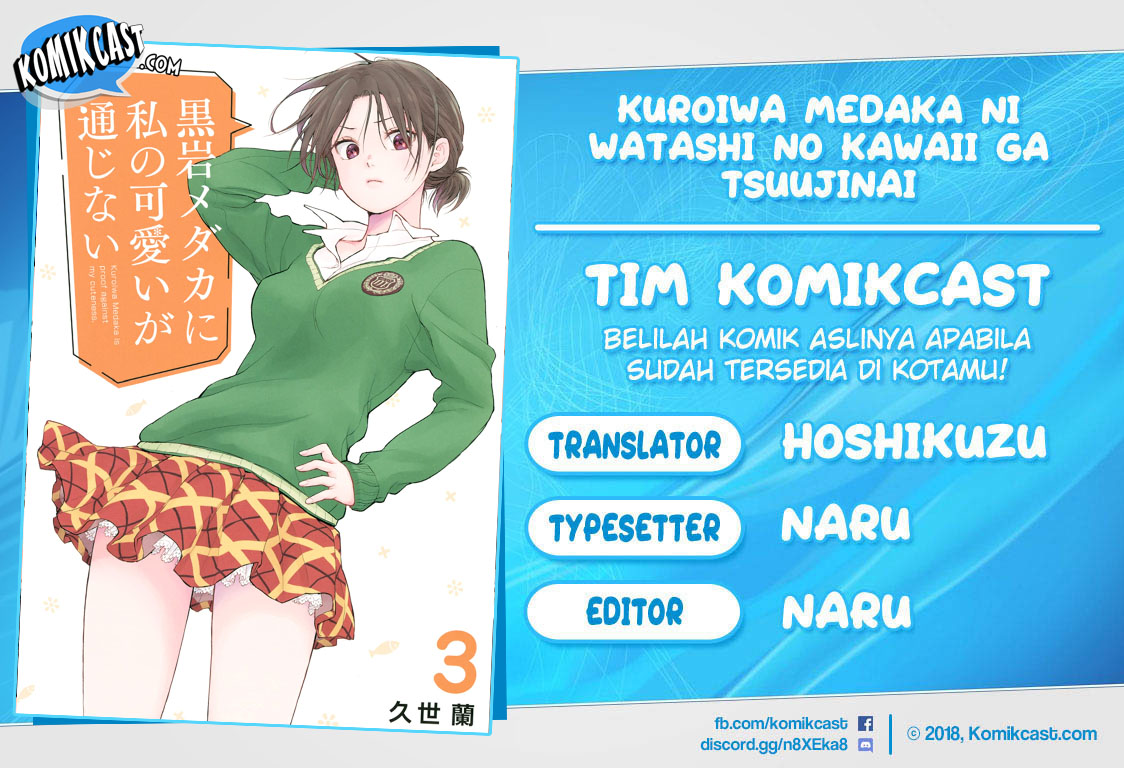 KOMIKCAST
.COM
黒岩メダカに
私の可愛いが
通じない
Kuroiwa Medaka is
proof against
my cuteness.
3
久世 蘭
KUROIWA MEDAKA NI
WATASHI NO KAWAII GA
TSUUJINAI
TIM KOMIKCAST
BELILAH KOMIK ASLINYA APABILA
SUDAH TERSEDIA DI KOTAMU!
TRANSLATOR HOSHIKUZU
TYPESETTER NARU
EDITOR NARU
fb.com/komikcast
discord.gg/n8XEka8
© 2018, Komikcast.com